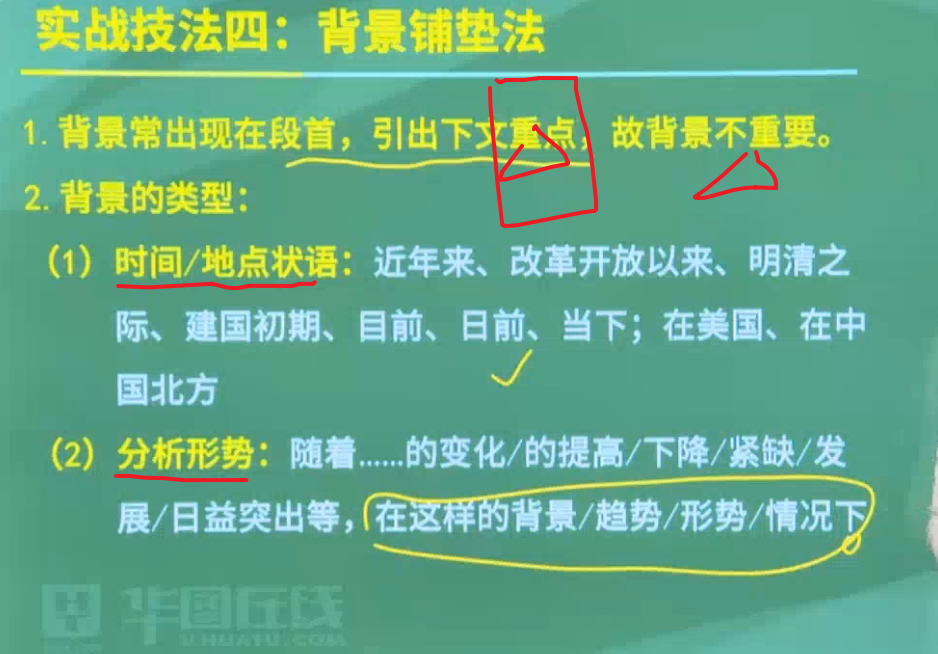 实战技法四：背景铺垫法
1. 背景常出现在段首，引出下文重点，故背景不重要。
2. 背景的类型：
（1）时间/地点状语：近年来、改革开放以来、明清之
际、建国初期、目前、日前、当下；在美国、在中
国北方
（2）分析形势：随着……的变化/的提高/下降/紧缺/发
展/日益突出等，在这样的背景/趋势/形势/情况下
华图在线
V.HUATU.COM